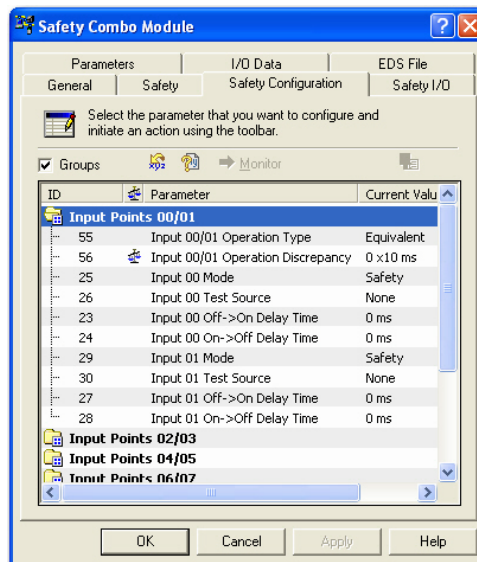 Safety Combo Module
Parameters I/O Data EDS File
General Safety Safety Configuration Safety I/O
Select the parameter that you want to configure and
initiate an action using the toolbar.
Groups Monitor
ID Parameter Current Valu
Input Points 00/01
55 Input 00/01 Operation Type Equivalent
56 Input 00/01 Operation Discrepancy 0 x10 ms
25 Input 00 Mode Safety
26 Input 00 Test Source None
23 Input 00 Off->On Delay Time 0 ms
24 Input 00 On->Off Delay Time 0 ms
29 Input 01 Mode Safety
30 Input 01 Test Source None
27 Input 01 Off->On Delay Time 0 ms
28 Input 01 On->Off Delay Time 0 ms
Input Points 02/03
Input Points 04/05
Input Points 06/07
OK Cancel Apply Help